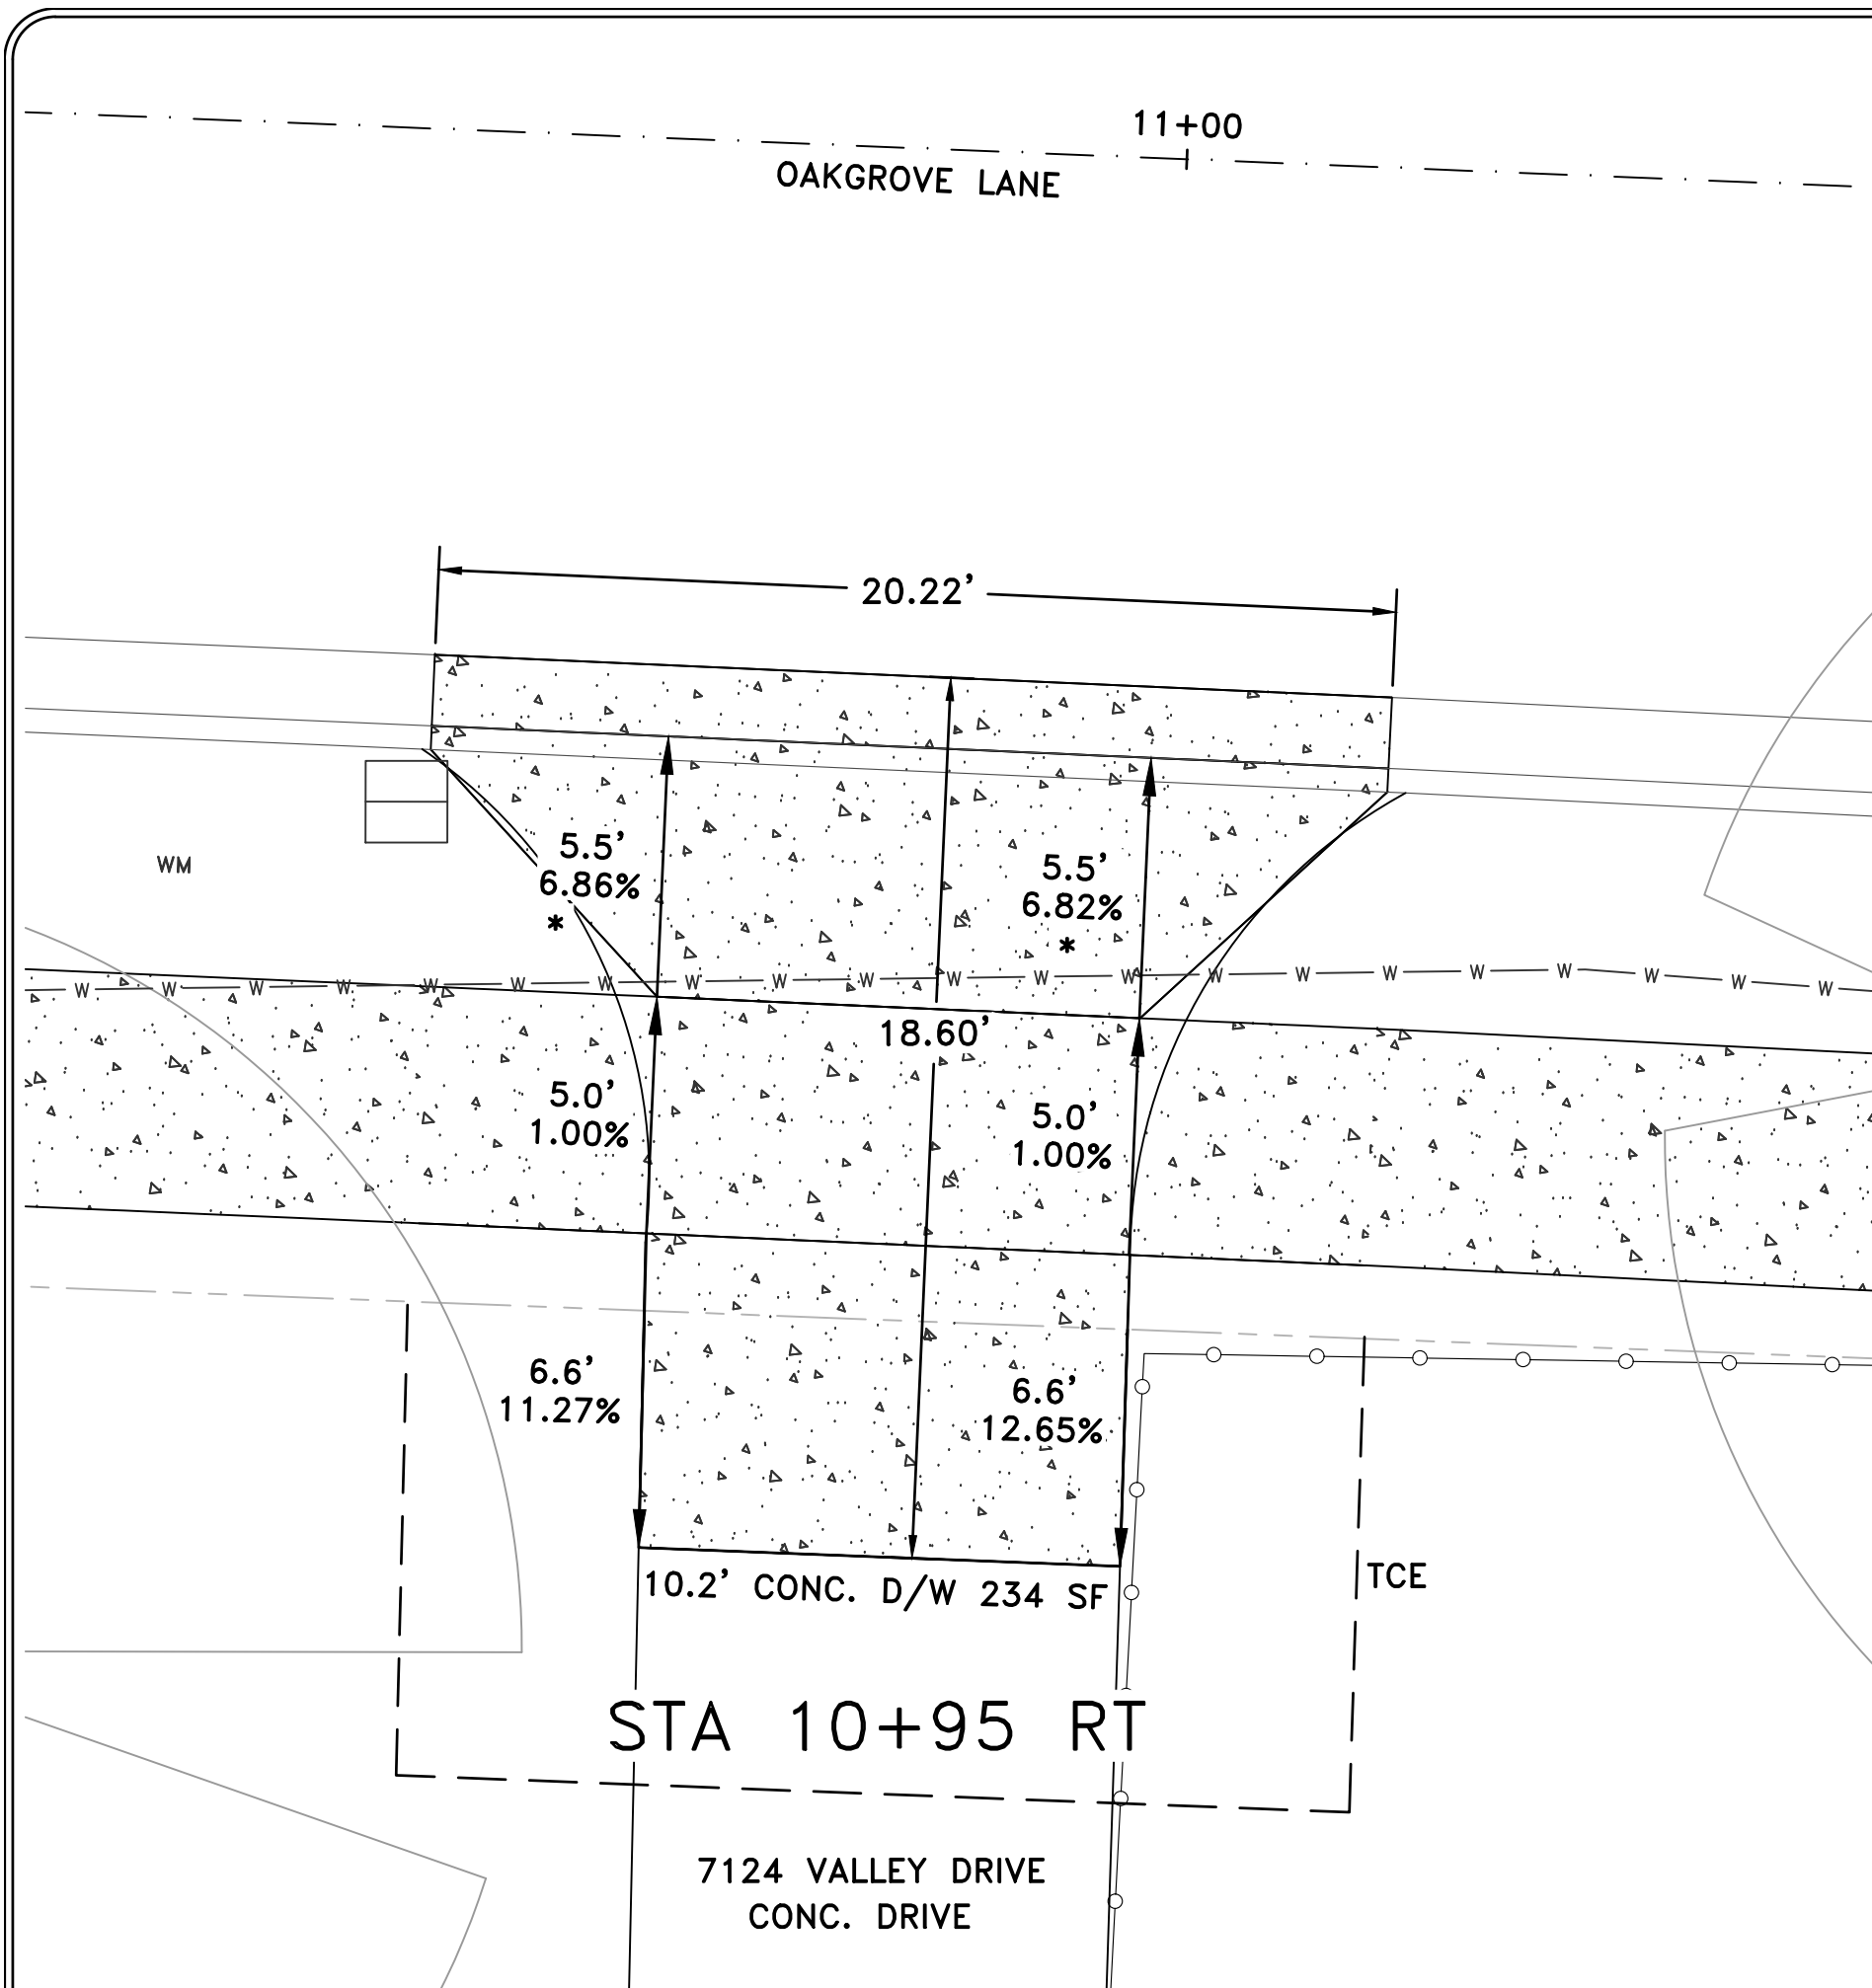 11+00
OAKGROVE LANE
20.22'
5.5'
6.86%
*
5.5'
6.82%
*
WM
W W W W W W W W W W W W W W W W W W W W W
18.60'
5.0'
1.00%
5.0'
1.00%
6.6'
11.27%
6.6'
12.65%
TCE
10.2' CONC. D/W 234 SF
STA 10+95 RT
7124 VALLEY DRIVE
CONC. DRIVE